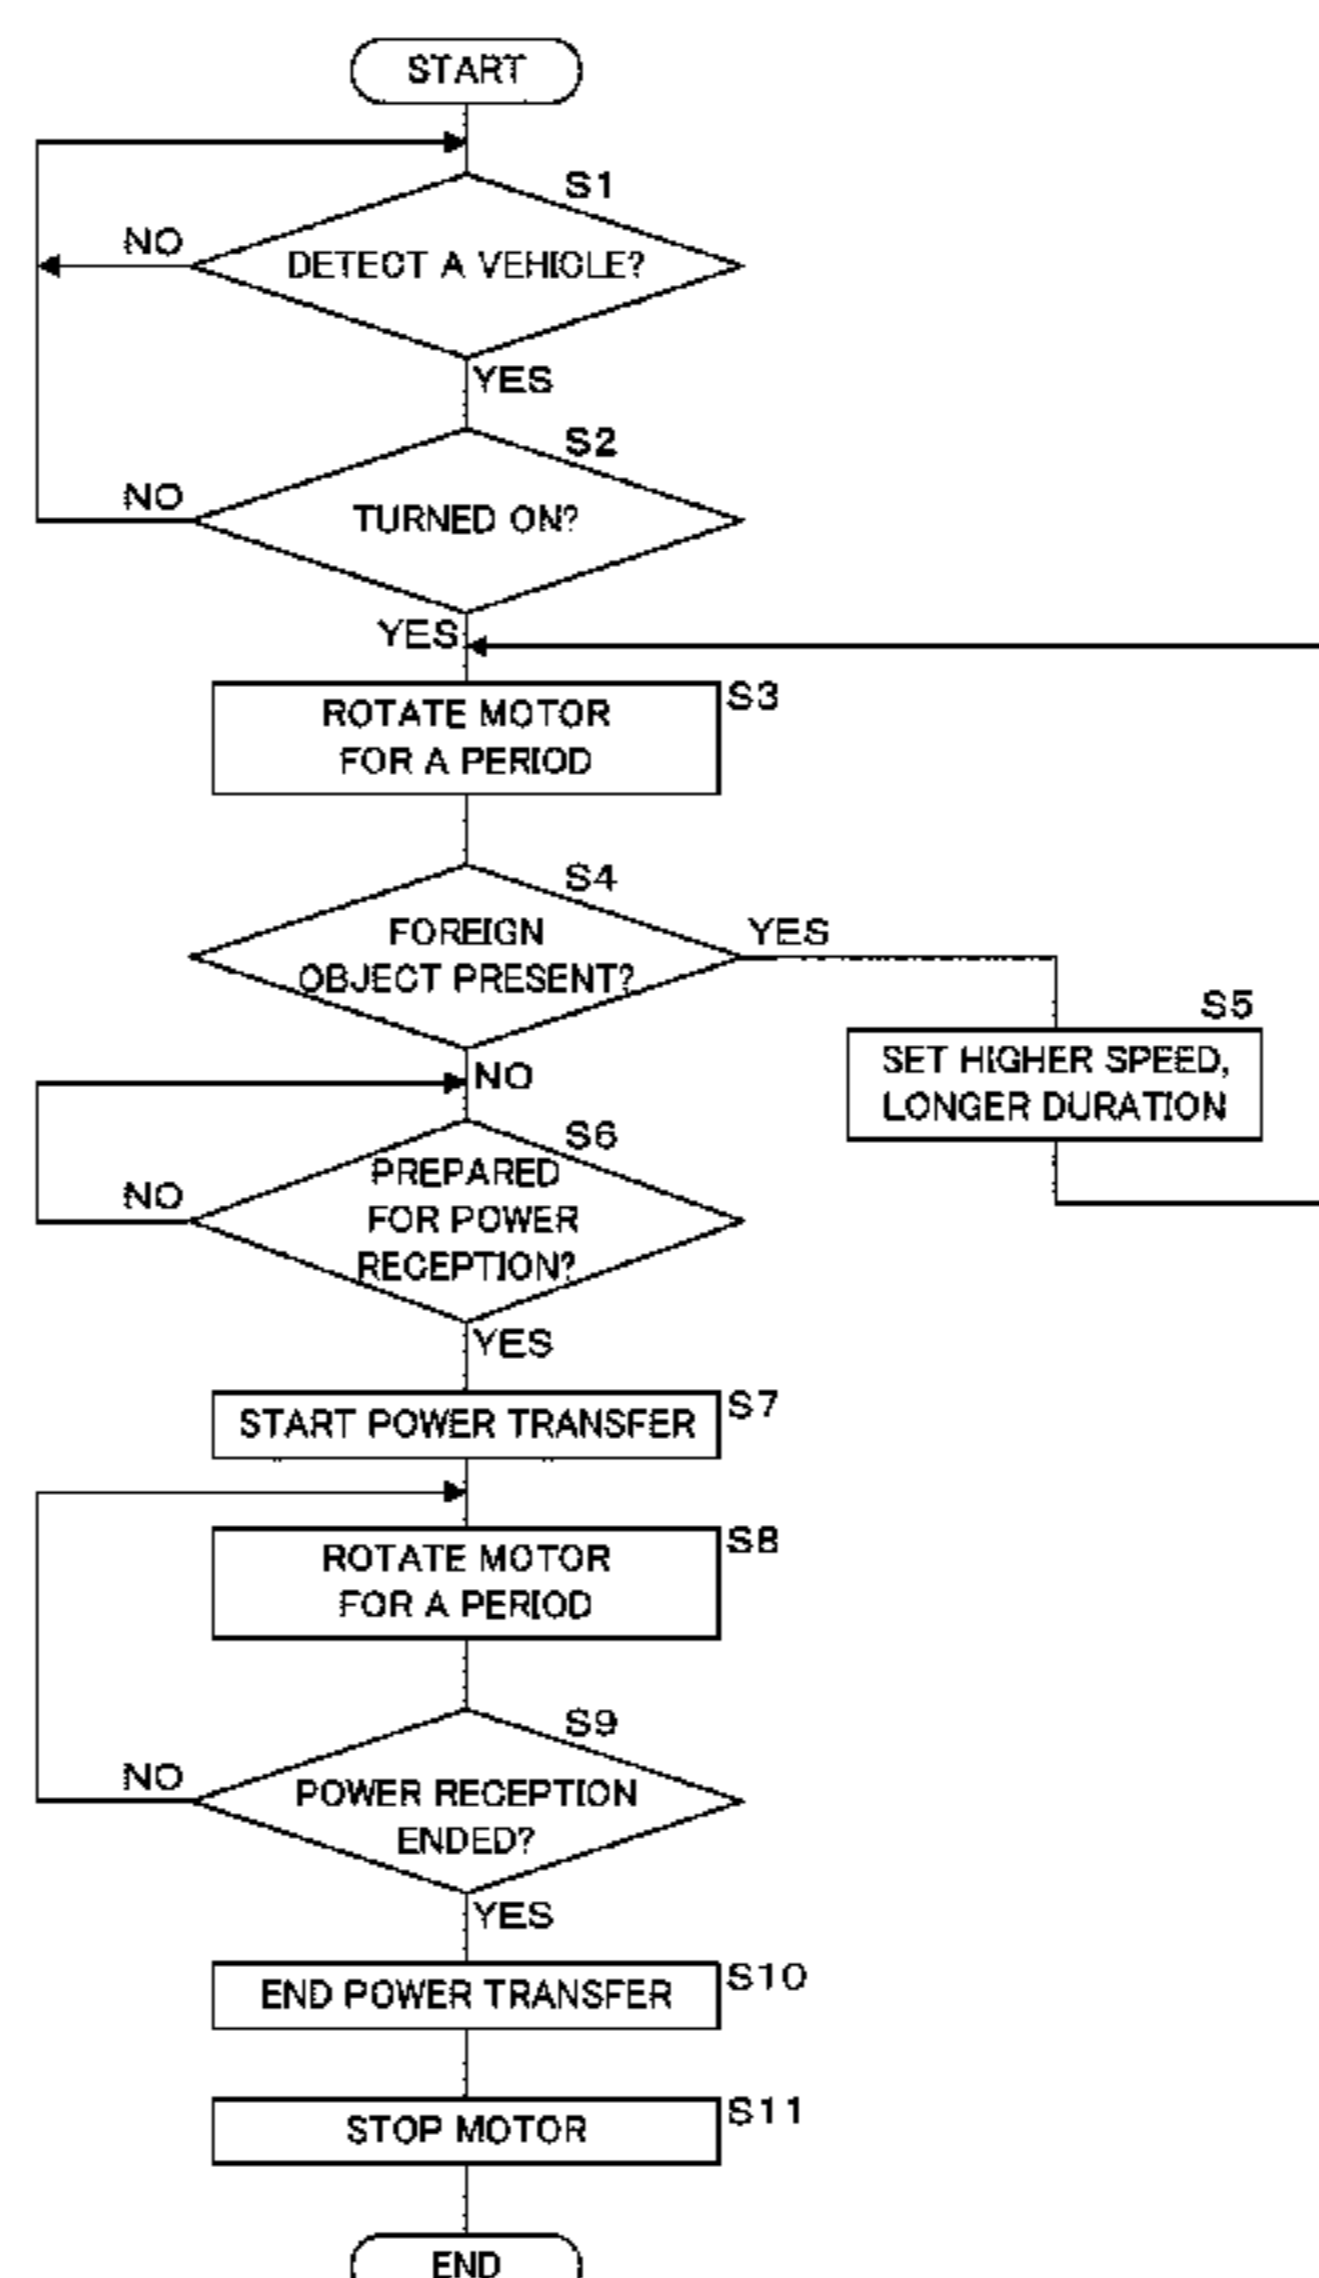 START
S1
NO
DETECT A VEHICLE?
YES
S2
NO
TURNED ON?
YES
S3
ROTATE MOTOR
FOR A PERIOD
S4
FOREIGN
OBJECT PRESENT?
YES
S5
SET HIGHER SPEED,
LONGER DURATION
NO
S6
PREPARED
FOR POWER
RECEPTION?
NO
YES
S7
START POWER TRANSFER
S8
ROTATE MOTOR
FOR A PERIOD
S9
NO
POWER RECEPTION
ENDED?
YES
S10
END POWER TRANSFER
S11
STOP MOTOR
END